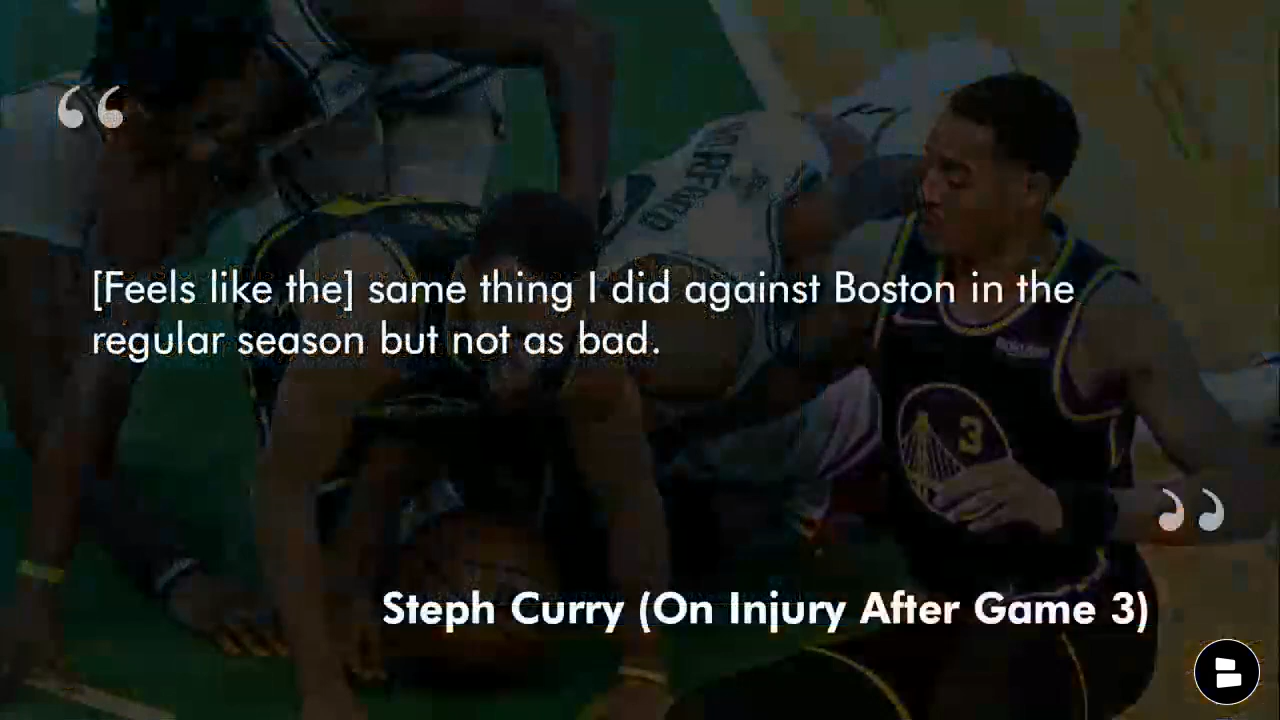 “
[Feels like the] same thing I did against Boston in the
regular season but not as bad.
”
Steph Curry (On Injury After Game 3)
3